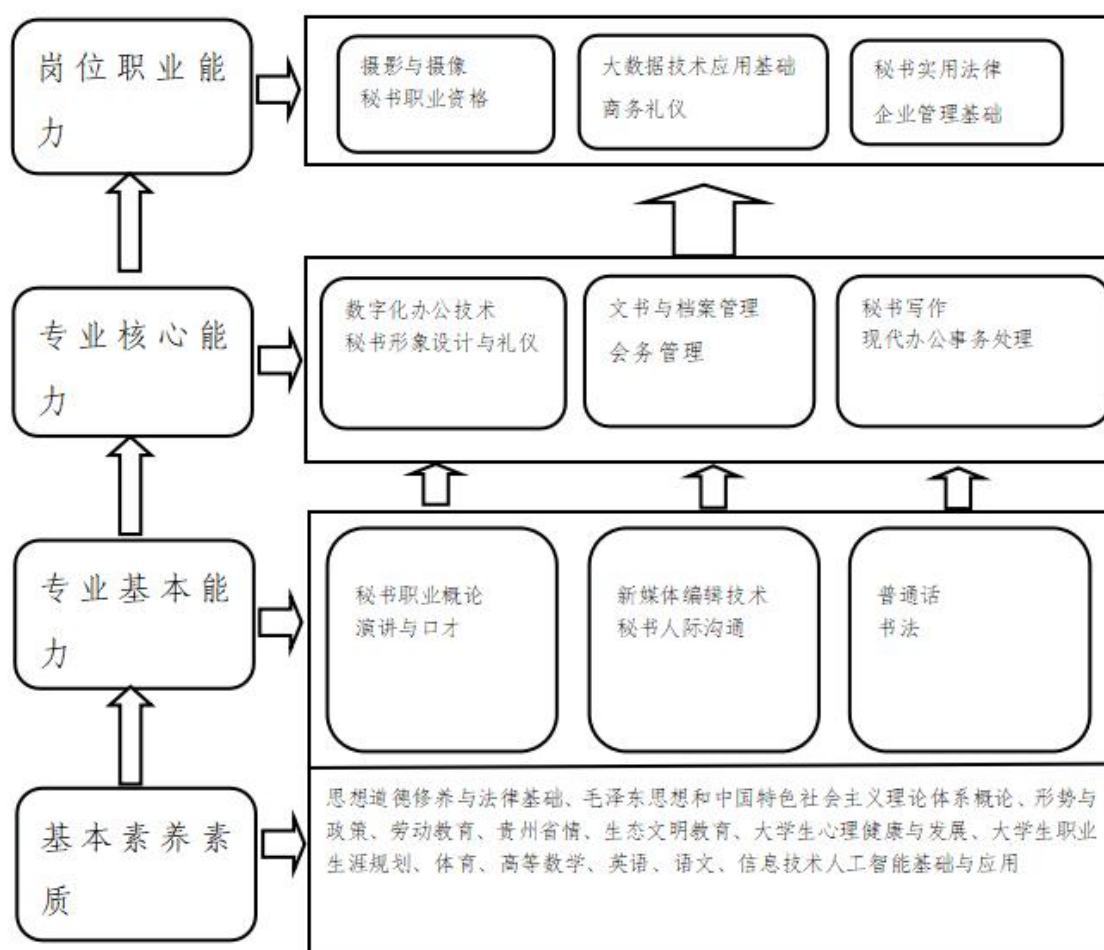 岗位职业能
力
摄影与摄像
秘书职业资格
大数据技术应用基础
商务礼仪
秘书实用法律
企业管理基础
专业核心能
力
数字化办公技术
秘书形象设计与礼仪
文书与档案管理
会务管理
秘书写作
现代办公事务处理
专业基本能
力
秘书职业概论
演讲与口才
新媒体编辑技术
秘书人际沟通
普通话
书法
基本素养素
质
思想道德修养与法律基础、毛泽东思想和中国特色社会主义理论体系概论、形势与
政策、劳动教育、贵州省情、生态文明教育、大学生心理健康与发展、大学生职业
生涯规划、体育、高等数学、英语、语文、信息技术人工智能基础与应用